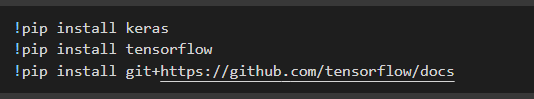 !pip install keras
!pip install tensorflow
!pip install git+https://github.com/tensorflow/docs